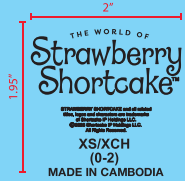 2"
1.95"
THE WORLD OF
Strawberry
Shortcake™
STRAWBERRY SHORTCAKE and all related
titles, logos and characters are trademarks
of Shortcake IP Holdings LLC.
Shortcake IP Holdings LLC.
All Rights Reserved.
XS/XCH
(0-2)
MADE IN CAMBODIA